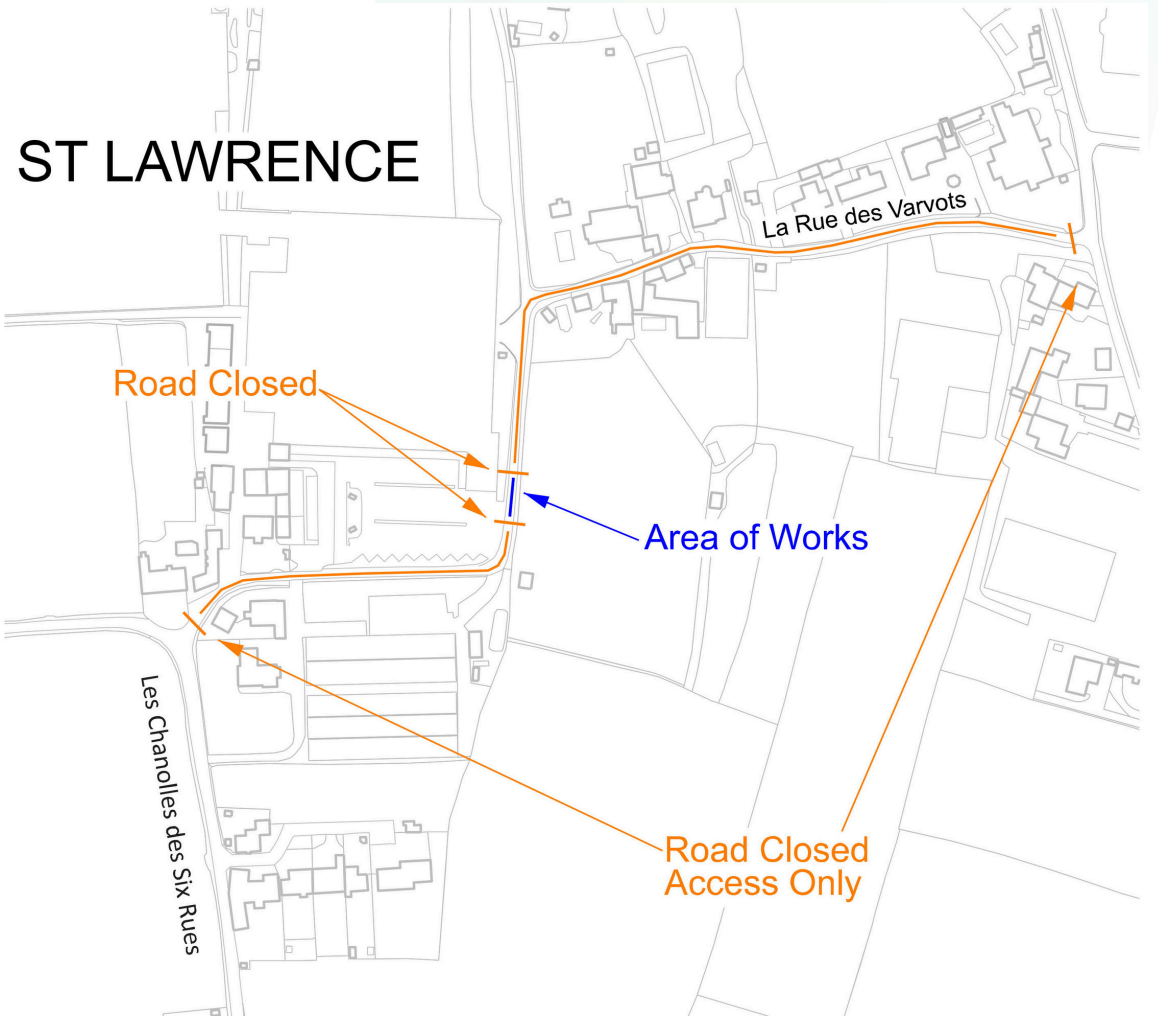 ST LAWRENCE
La Rue des Varvots
Road Closed
Area of Works
Les Chanolles des Six Rues
Road Closed
Access Only